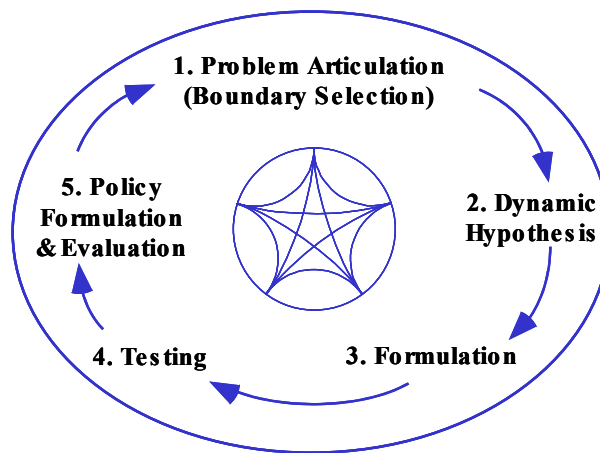 1. Problem Articulation
(Boundary Selection)
2. Dynamic
Hypothesis
3. Formulation
4. Testing
5. Policy
Formulation
& Evaluation